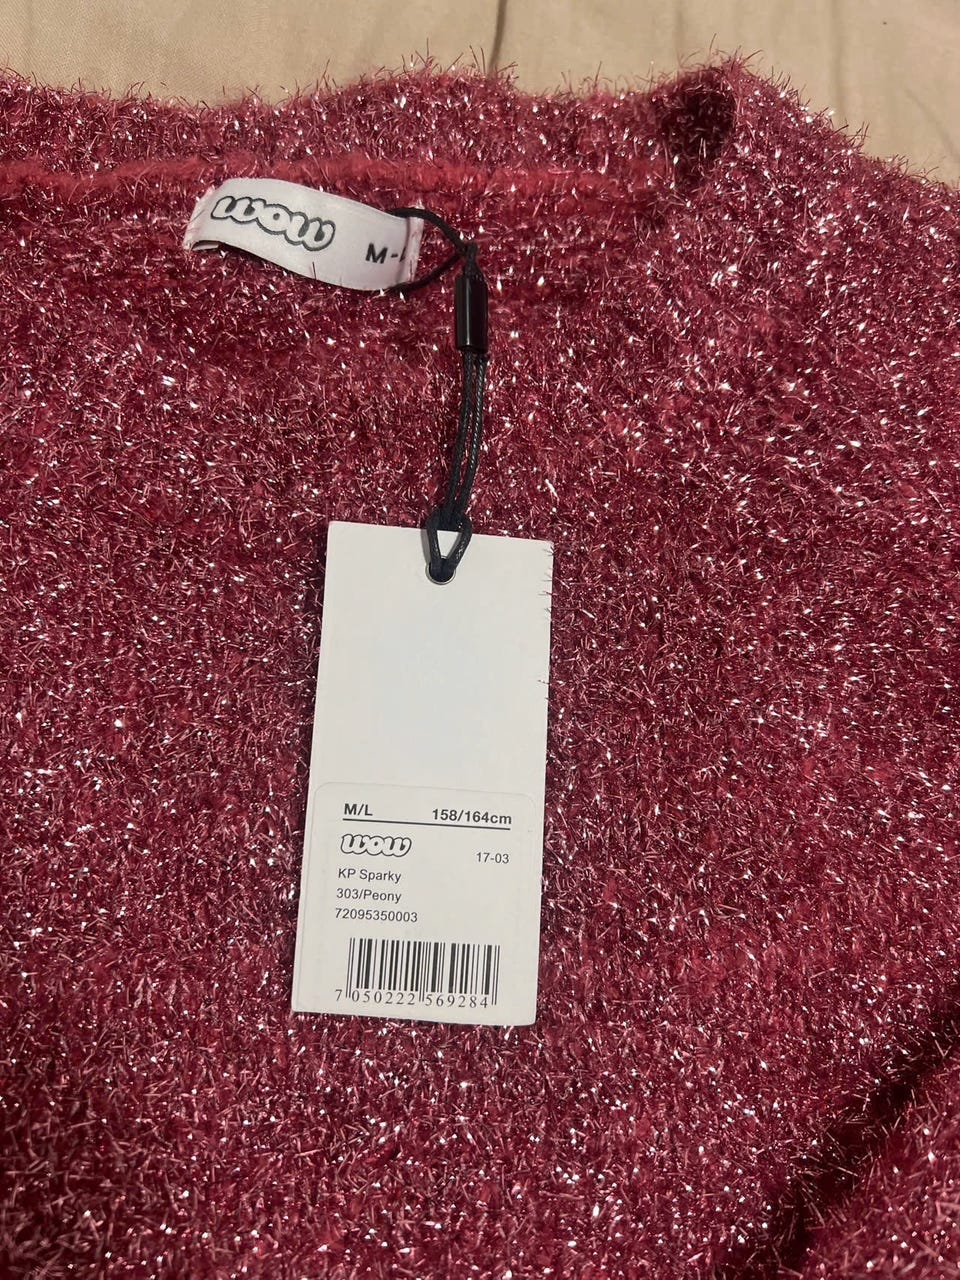 wow
M-L
M/L 158/164cm
wow 17-03
KP Sparky
303/Peony
72095350003
7 050222 569284